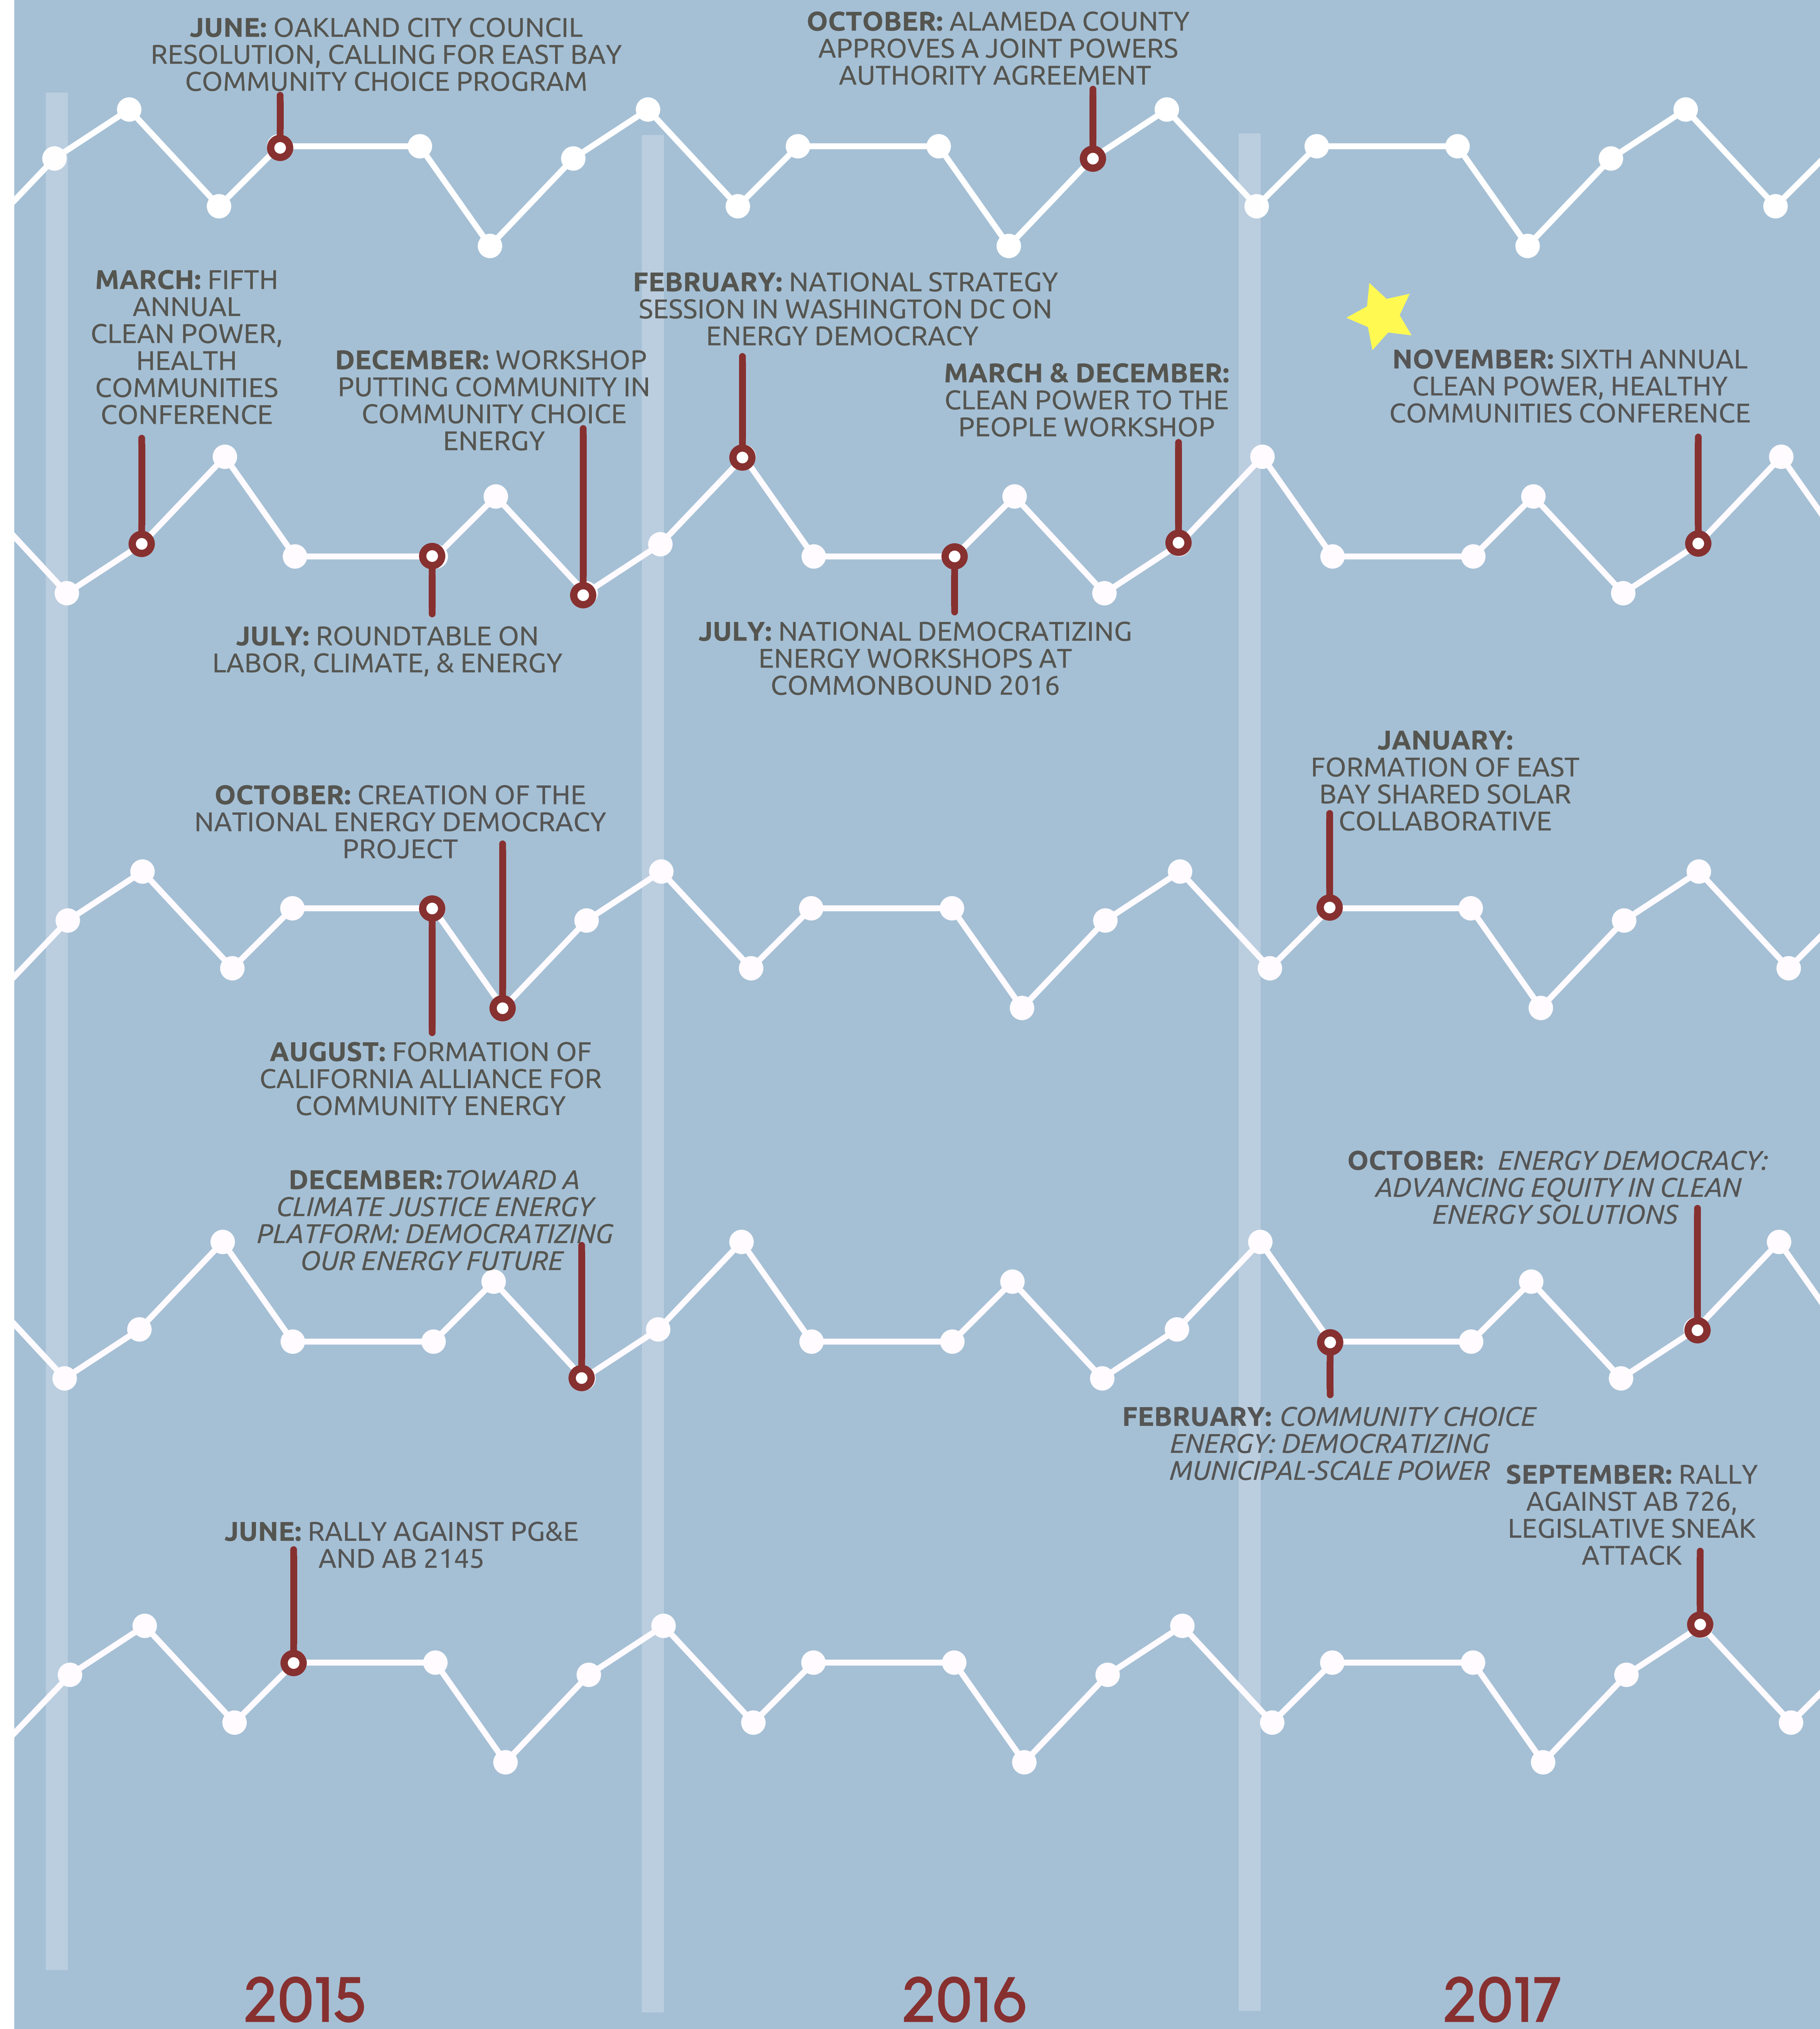 JUNE: OAKLAND CITY COUNCIL
RESOLUTION, CALLING FOR EAST BAY
COMMUNITY CHOICE PROGRAM
OCTOBER: ALAMEDA COUNTY
APPROVES A JOINT POWERS
AUTHORITY AGREEMENT
MARCH: FIFTH
ANNUAL
CLEAN POWER,
HEALTH
COMMUNITIES
CONFERENCE
DECEMBER: WORKSHOP
PUTTING COMMUNITY IN
COMMUNITY CHOICE
ENERGY
FEBRUARY: NATIONAL STRATEGY
SESSION IN WASHINGTON DC ON
ENERGY DEMOCRACY
MARCH & DECEMBER:
CLEAN POWER TO THE
PEOPLE WORKSHOP
NOVEMBER: SIXTH ANNUAL
CLEAN POWER, HEALTHY
COMMUNITIES CONFERENCE
JULY: ROUNDTABLE ON
LABOR, CLIMATE, & ENERGY
JULY: NATIONAL DEMOCRATIZING
ENERGY WORKSHOPS AT
COMMONBOUND 2016
OCTOBER: CREATION OF THE
NATIONAL ENERGY DEMOCRACY
PROJECT
JANUARY:
FORMATION OF EAST
BAY SHARED SOLAR
COLLABORATIVE
AUGUST: FORMATION OF
CALIFORNIA ALLIANCE FOR
COMMUNITY ENERGY
DECEMBER:TOWARD A
CLIMATE JUSTICE ENERGY
PLATFORM: DEMOCRATIZING
OUR ENERGY FUTURE
OCTOBER: ENERGY DEMOCRACY:
ADVANCING EQUITY IN CLEAN
ENERGY SOLUTIONS
FEBRUARY: COMMUNITY CHOICE
ENERGY: DEMOCRATIZING
MUNICIPAL-SCALE POWER
SEPTEMBER: RALLY
AGAINST AB 726,
LEGISLATIVE SNEAK
ATTACK
JUNE: RALLY AGAINST PG&E
AND AB 2145
2015
2016
2017